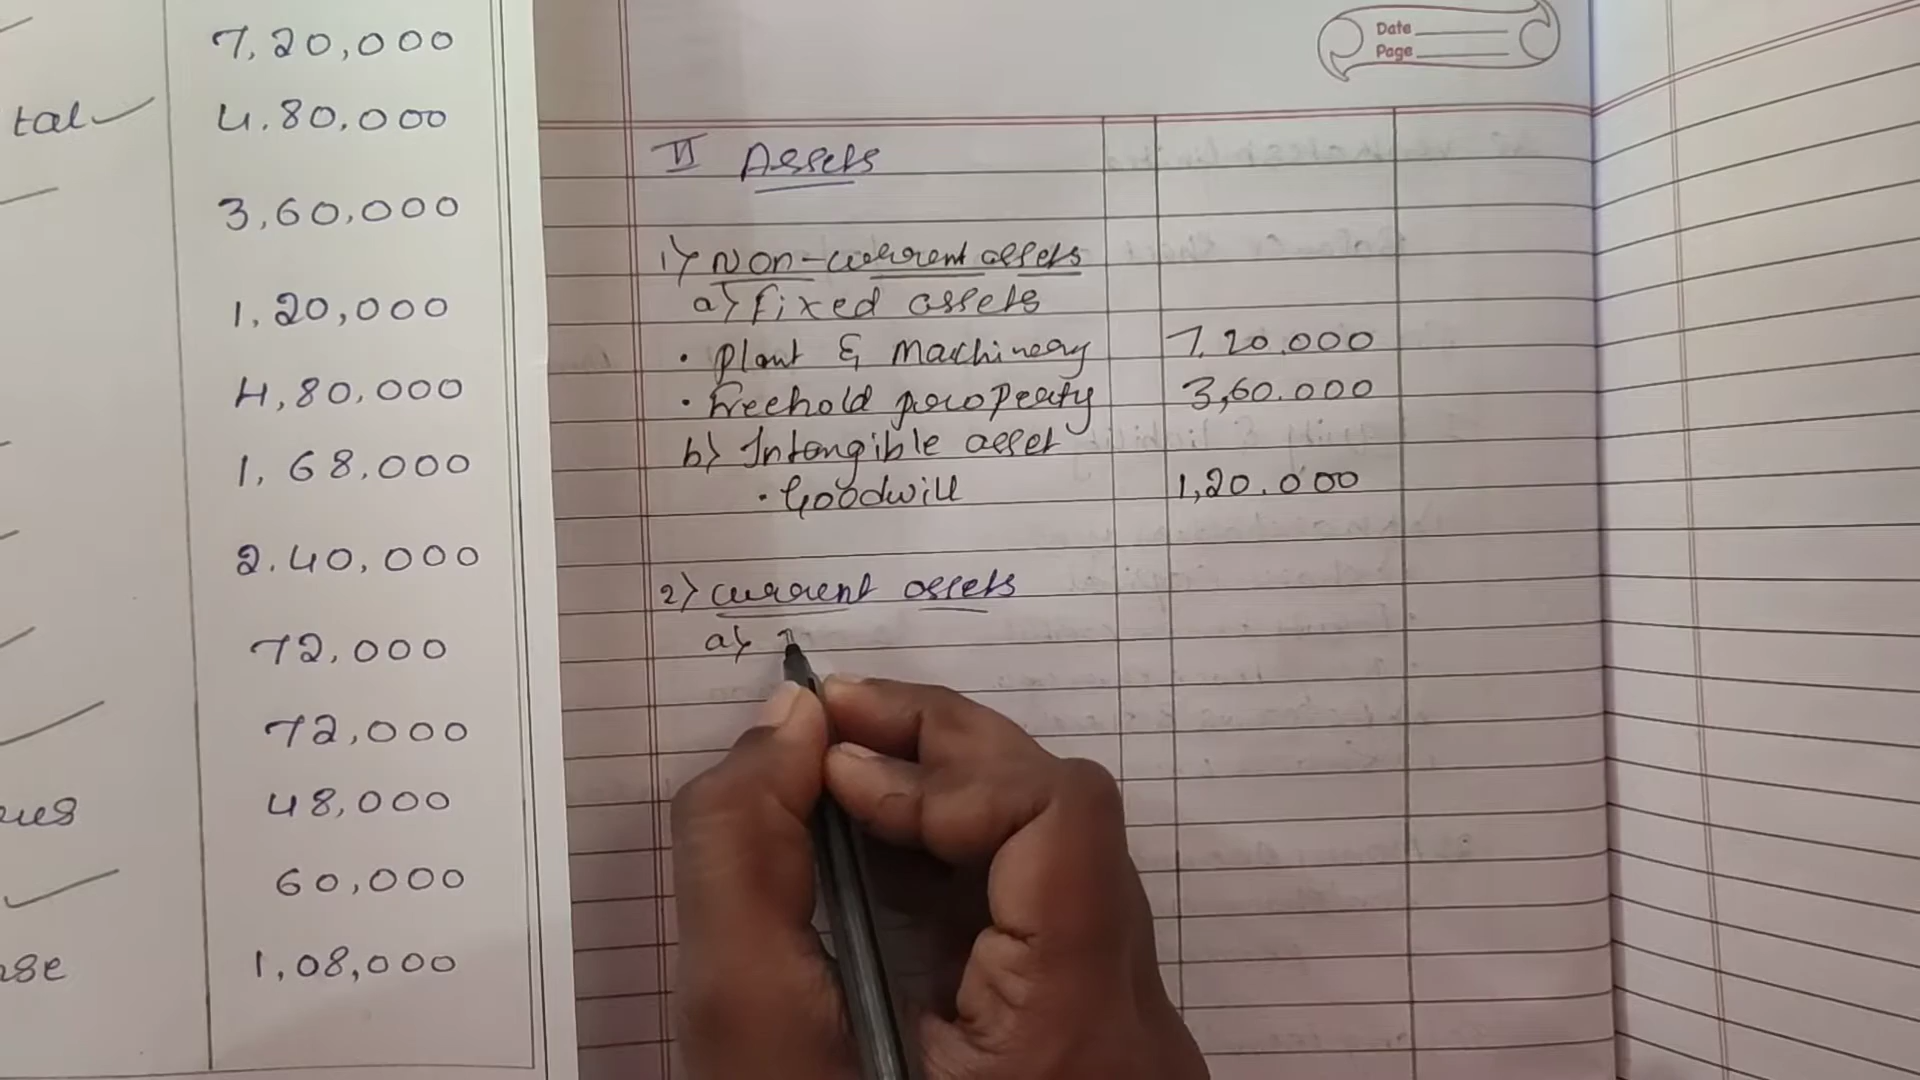 7,20,000
tal 4.80,000
3,60,000
1,20,000
4,80,000
1,68,000
2.40,000
72,000
72,000
48,000
60,000
1,08,000
Date
Page
II Assets
1) Non-current assets
a) Fixed assets
• Plant & Machinery 7,20.000
• Freehold property 3,60.000
b) Intangible asset
• Goodwill 1,20.000
2) Current assets
a)